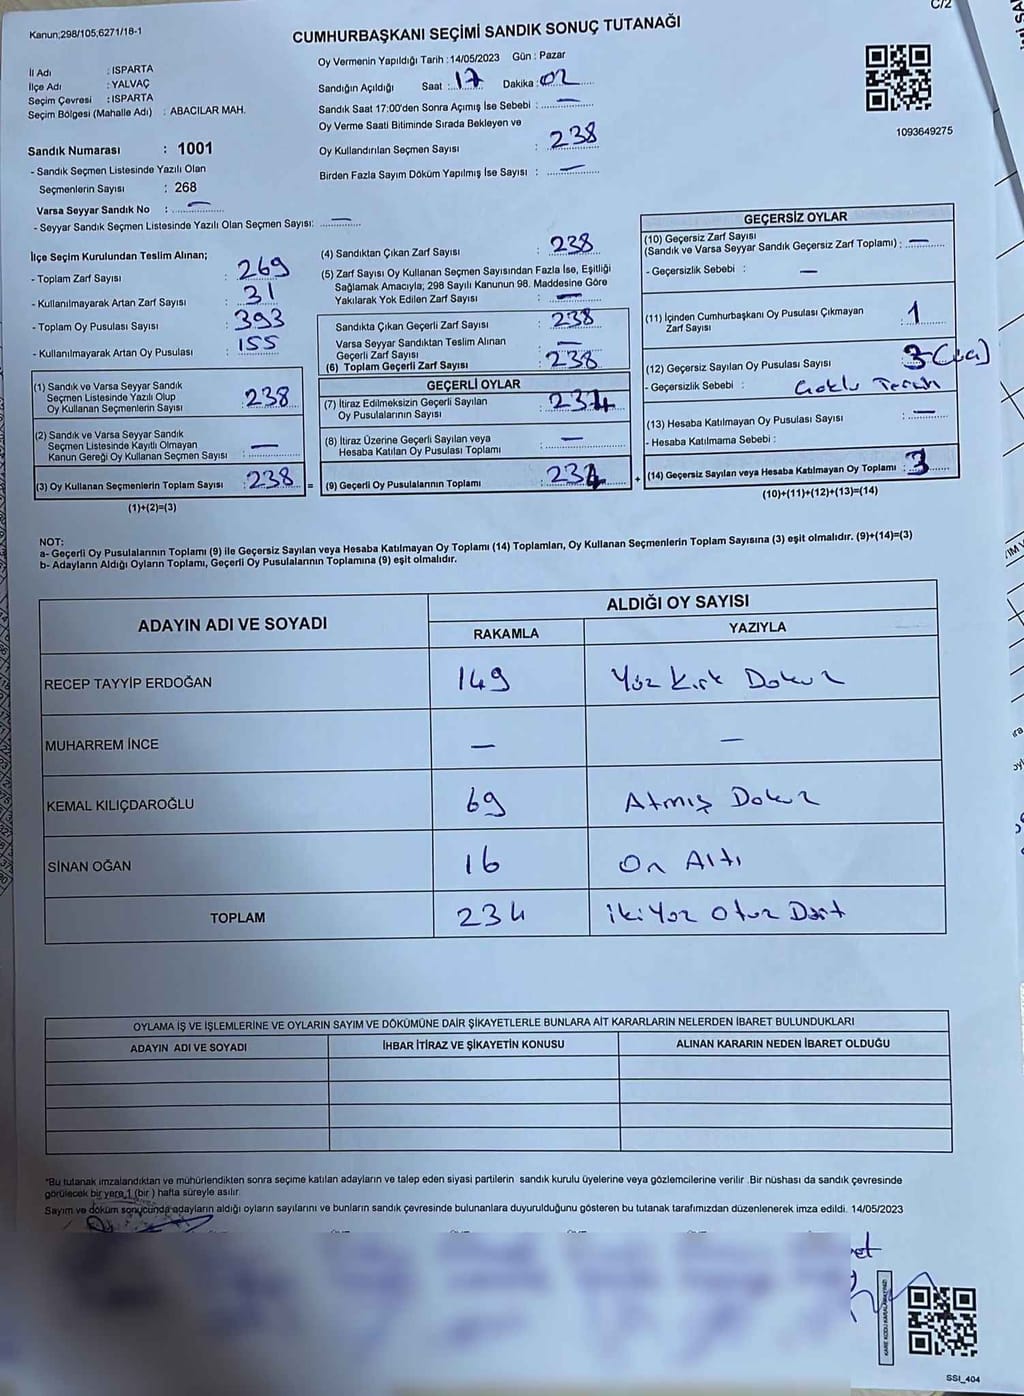 C/2
Kanun;298/105;6271/18-1
CUMHURBAŞKANI SEÇİMİ SANDIK SONUÇ TUTANAĞI
İl Adı : ISPARTA
İlçe Adı : YALVAÇ
Seçim Çevresi : ISPARTA
Seçim Bölgesi (Mahalle Adı) : ABACILAR MAH.
Oy Vermenin Yapıldığı Tarih : 14/05/2023 Gün : Pazar
Sandığın Açıldığı Saat : 17 Dakika : 02
Sandık Saat 17:00'den Sonra Açımış İse Sebebi : —
Oy Verme Saati Bitiminde Sırada Bekleyen ve
Oy Kullandırılan Seçmen Sayısı : 238
Birden Fazla Sayım Döküm Yapılmış İse Sayısı : —
1093649275
Sandık Numarası : 1001
- Sandık Seçmen Listesinde Yazılı Olan
Seçmenlerin Sayısı : 268
Varsa Seyyar Sandık No : —
- Seyyar Sandık Seçmen Listesinde Yazılı Olan Seçmen Sayısı: —
İlçe Seçim Kurulundan Teslim Alınan;
- Toplam Zarf Sayısı : 269
- Kullanılmayarak Artan Zarf Sayısı : 31
- Toplam Oy Pusulası Sayısı : 393
- Kullanılmayarak Artan Oy Pusulası : 155
(1) Sandık ve Varsa Seyyar Sandık
Seçmen Listesinde Yazılı Olup
Oy Kullanan Seçmenlerin Sayısı : 238
(2) Sandık ve Varsa Seyyar Sandık
Seçmen Listesinde Kayıtlı Olmayan
Kanun Gereği Oy Kullanan Seçmen Sayısı : —
(3) Oy Kullanan Seçmenlerin Toplam Sayısı : 238 =
(1)+(2)=(3)
(4) Sandıktan Çıkan Zarf Sayısı : 238
(5) Zarf Sayısı Oy Kullanan Seçmen Sayısından Fazla İse, Eşitliği
Sağlamak Amacıyla; 298 Sayılı Kanunun 98. Maddesine Göre
Yakılarak Yok Edilen Zarf Sayısı : —
Sandıkta Çıkan Geçerli Zarf Sayısı : 238
Varsa Seyyar Sandıktan Teslim Alınan
Geçerli Zarf Sayısı : —
(6) Toplam Geçerli Zarf Sayısı : 238
GEÇERLİ OYLAR
(7) İtiraz Edilmeksizin Geçerli Sayılan
Oy Pusulalarının Sayısı : 234
(8) İtiraz Üzerine Geçerli Sayılan veya
Hesaba Katılan Oy Pusulası Toplamı : —
(9) Geçerli Oy Pusulalarının Toplamı : 234 +
GEÇERSİZ OYLAR
(10) Geçersiz Zarf Sayısı
(Sandık ve Varsa Seyyar Sandık Geçersiz Zarf Toplamı) : —
- Geçersizlik Sebebi : —
(11) İçinden Cumhurbaşkanı Oy Pusulası Çıkmayan
Zarf Sayısı : 1
(12) Geçersiz Sayılan Oy Pusulası Sayısı : 3
- Geçersizlik Sebebi : Çoklu Tercih
(13) Hesaba Katılmayan Oy Pusulası Sayısı : —
- Hesaba Katılmama Sebebi :
(14) Geçersiz Sayılan veya Hesaba Katılmayan Oy Toplamı : 3
(10)+(11)+(12)+(13)=(14)
NOT:
a- Geçerli Oy Pusulalarının Toplamı (9) ile Geçersiz Sayılan veya Hesaba Katılmayan Oy Toplamı (14) Toplamları, Oy Kullanan Seçmenlerin Toplam Sayısına (3) eşit olmalıdır. (9)+(14)=(3)
b- Adayların Aldığı Oyların Toplamı, Geçerli Oy Pusulalarının Toplamına (9) eşit olmalıdır.
ADAYIN ADI VE SOYADI ALDIĞI OY SAYISI
RAKAMLA YAZIYLA
RECEP TAYYİP ERDOĞAN 149 Yüz Kırk Dokuz
MUHARREM İNCE — —
KEMAL KILIÇDAROĞLU 69 Atmış Dokuz
SİNAN OĞAN 16 On Altı
TOPLAM 234 iki Yüz Otuz Dört
OYLAMA İŞ VE İŞLEMLERİNE VE OYLARIN SAYIM VE DÖKÜMÜNE DAİR ŞİKAYETLERLE BUNLARA AİT KARARLARIN NELERDEN İBARET BULUNDUKLARI
ADAYIN ADI VE SOYADI İHBAR İTİRAZ VE ŞİKAYETİN KONUSU ALINAN KARARIN NEDEN İBARET OLDUĞU
*Bu tutanak imzalandıktan ve mühürlendikten sonra seçime katılan adayların ve talep eden siyasi partilerin sandık kurulu üyelerine veya gözlemcilerine verilir .Bir nüshası da sandık çevresinde
görülecek bir yere 1 (bir ) hafta süreyle asılır.
Sayım ve döküm sonucunda adayların aldığı oyların sayılarını ve bunların sandık çevresinde bulunanlara duyurulduğunu gösteren bu tutanak tarafımızdan düzenlenerek imza edildi. 14/05/2023
SSI_404